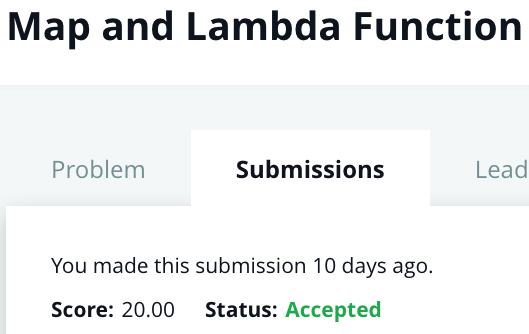 Map and Lambda Function
Problem
Submissions
Lead
You made this submission 10 days ago.
Score: 20.00 Status: Accepted